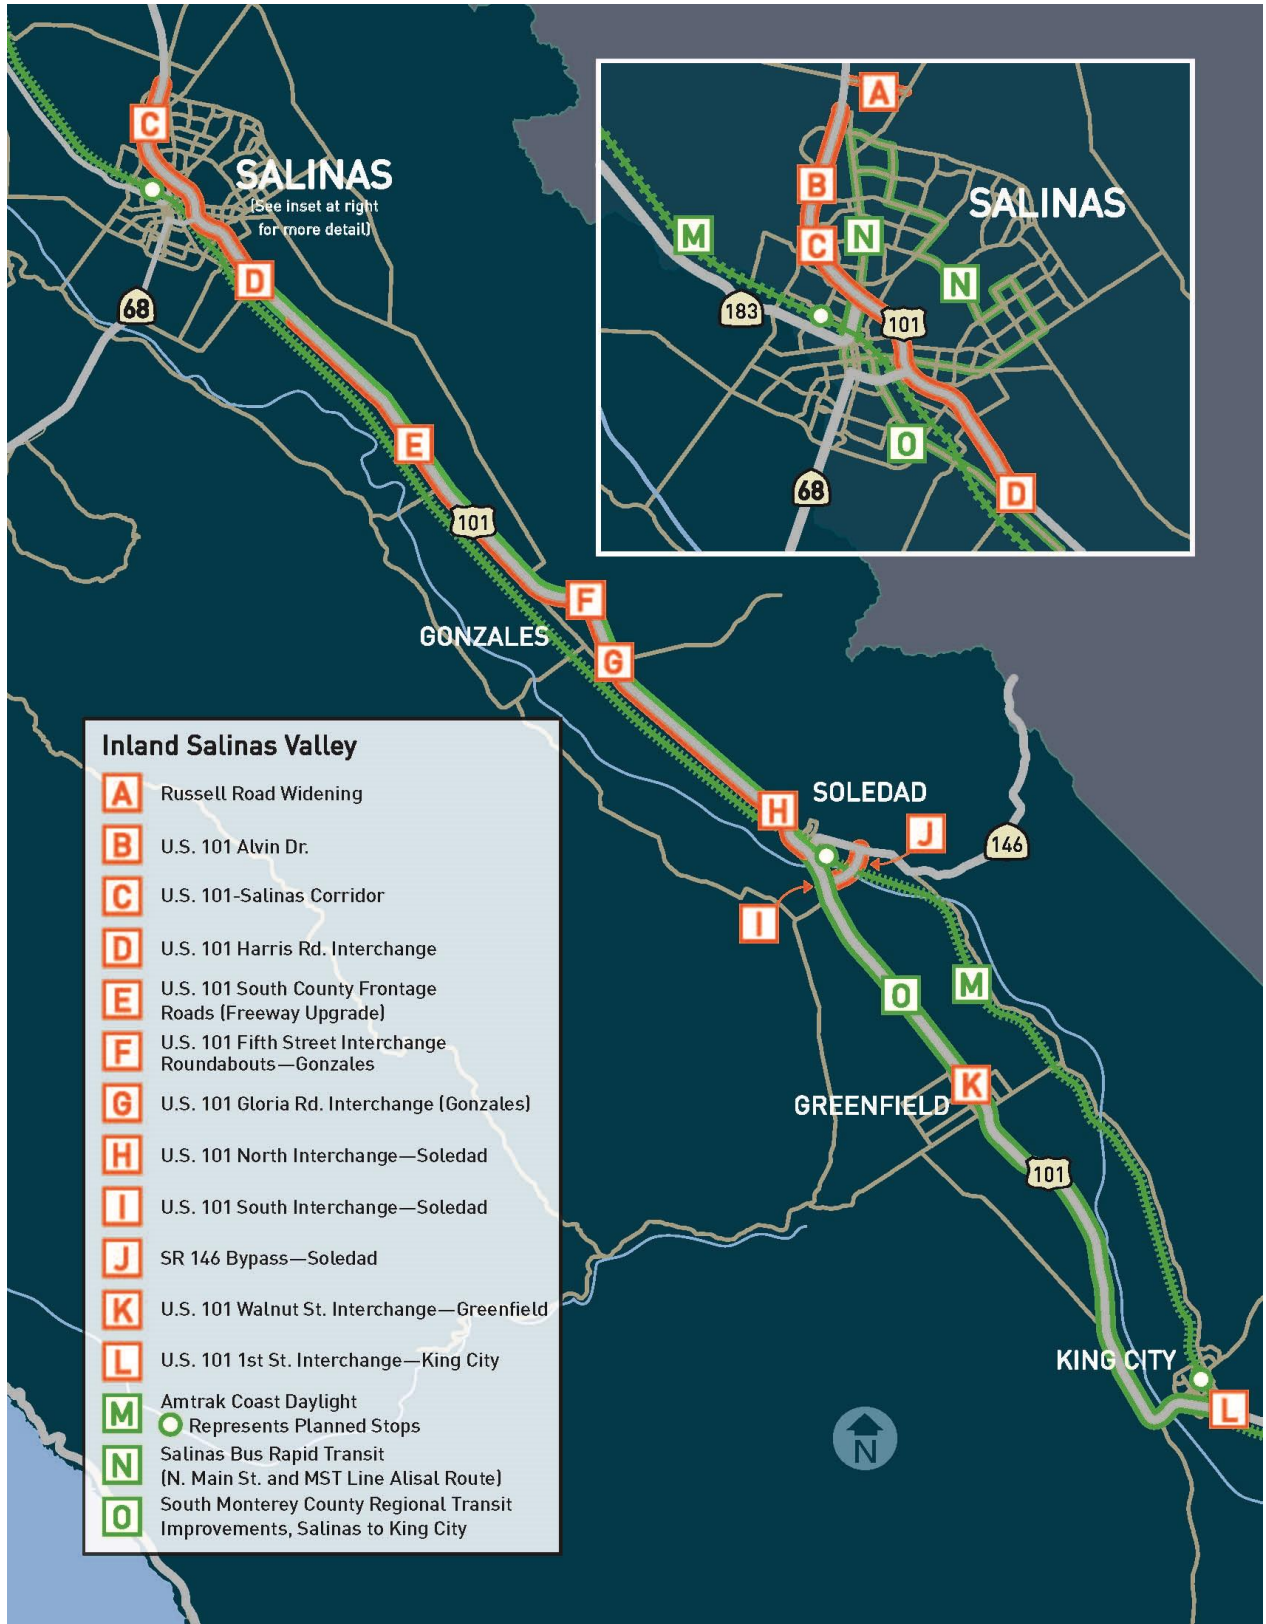 C
SALINAS
(See inset at right
for more detail)
D
68
E
101
F
GONZALES
G
H
SOLEDAD
J
146
I
O
M
K
GREENFIELD
101
KING CITY
L
N
A
B
SALINAS
M
N
C
N
183
101
O
68
D
Inland Salinas Valley
A Russell Road Widening
B U.S. 101 Alvin Dr.
C U.S. 101-Salinas Corridor
D U.S. 101 Harris Rd. Interchange
E U.S. 101 South County Frontage
Roads (Freeway Upgrade)
F U.S. 101 Fifth Street Interchange
Roundabouts—Gonzales
G U.S. 101 Gloria Rd. Interchange (Gonzales)
H U.S. 101 North Interchange—Soledad
I U.S. 101 South Interchange—Soledad
J SR 146 Bypass—Soledad
K U.S. 101 Walnut St. Interchange—Greenfield
L U.S. 101 1st St. Interchange—King City
M Amtrak Coast Daylight
Represents Planned Stops
N Salinas Bus Rapid Transit
(N. Main St. and MST Line Alisal Route)
O South Monterey County Regional Transit
Improvements, Salinas to King City